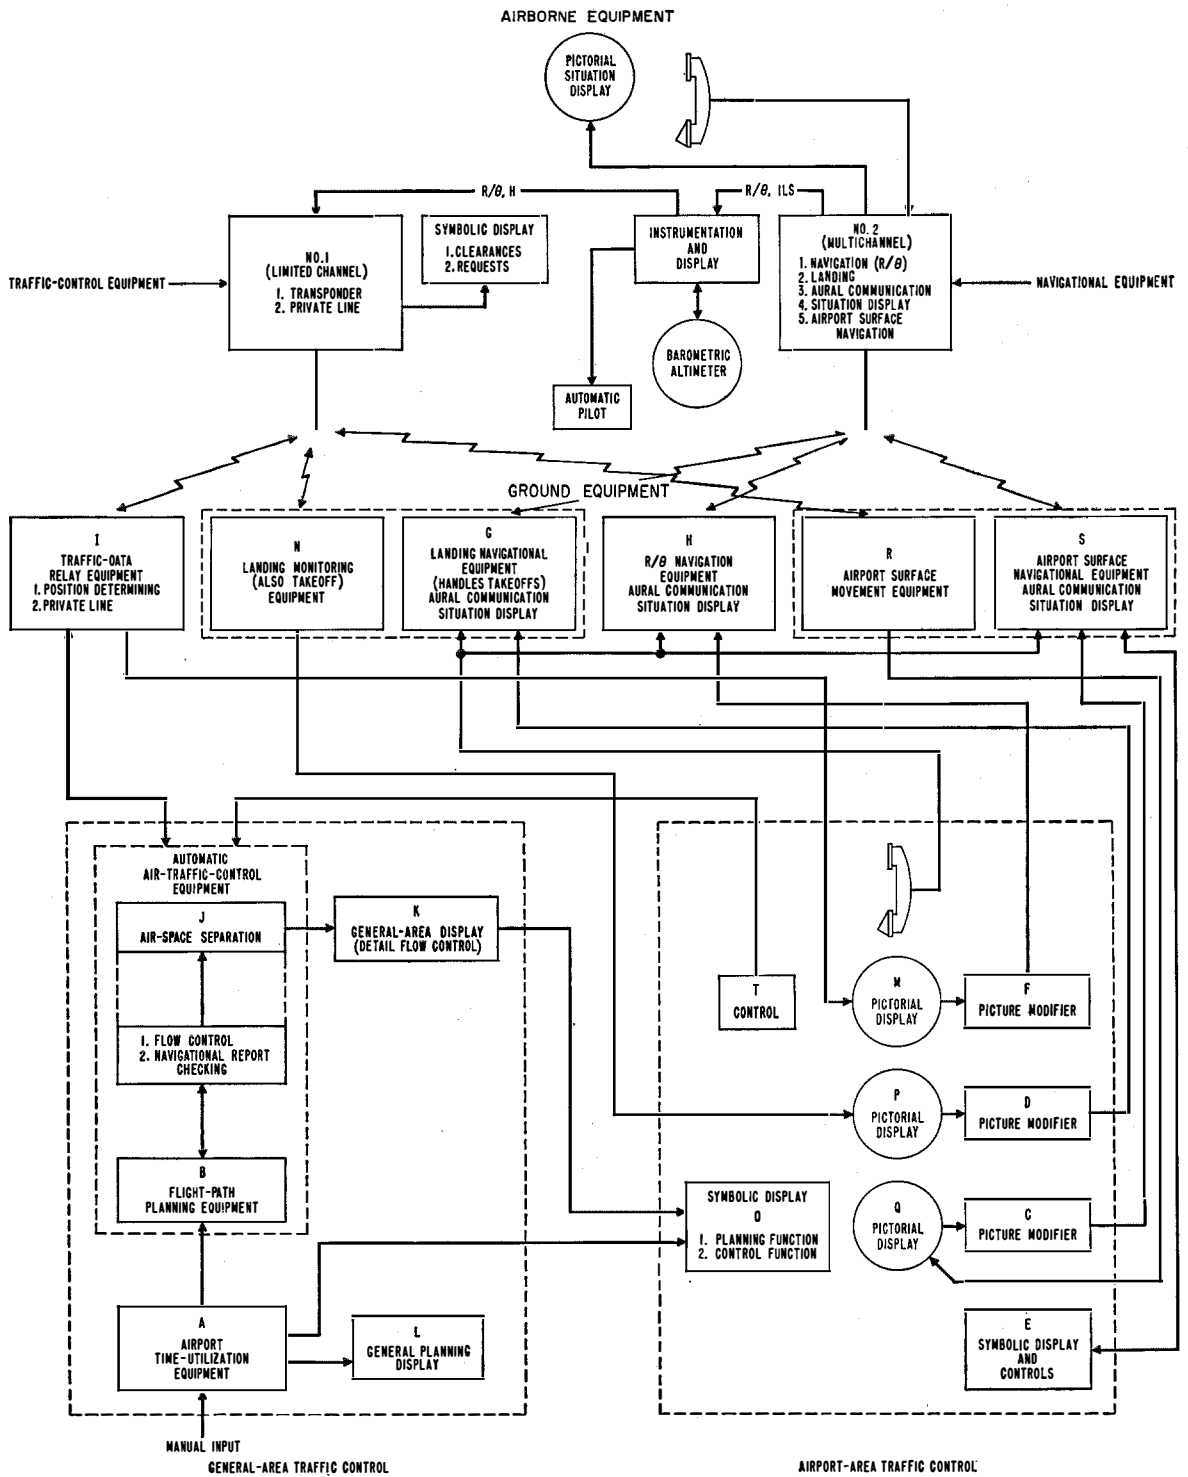 AIRBORNE EQUIPMENT
PICTORIAL
SITUATION
DISPLAY
R/θ, H
R/θ, ILS
NO.1
(LIMITED CHANNEL)
1. TRANSPONDER
2. PRIVATE LINE
SYMBOLIC DISPLAY
1. CLEARANCES
2. REQUESTS
INSTRUMENTATION
AND
DISPLAY
NO. 2
(MULTICHANNEL)
1. NAVIGATION (R/θ)
2. LANDING
3. AURAL COMMUNICATION
4. SITUATION DISPLAY
5. AIRPORT SURFACE
NAVIGATION
TRAFFIC-CONTROL EQUIPMENT
NAVIGATIONAL EQUIPMENT
BAROMETRIC
ALTIMETER
AUTOMATIC
PILOT
GROUND EQUIPMENT
I
TRAFFIC-DATA
RELAY EQUIPMENT
1. POSITION DETERMINING
2. PRIVATE LINE
N
LANDING MONITORING
(ALSO TAKEOFF)
EQUIPMENT
G
LANDING NAVIGATIONAL
EQUIPMENT
(HANDLES TAKEOFFS)
AURAL COMMUNICATION
SITUATION DISPLAY
H
R/θ NAVIGATION
EQUIPMENT
AURAL COMMUNICATION
SITUATION DISPLAY
R
AIRPORT SURFACE
MOVEMENT EQUIPMENT
S
AIRPORT SURFACE
NAVIGATIONAL EQUIPMENT
AURAL COMMUNICATION
SITUATION DISPLAY
AUTOMATIC
AIR-TRAFFIC-CONTROL
EQUIPMENT
J
AIR-SPACE SEPARATION
K
GENERAL-AREA DISPLAY
(DETAIL FLOW CONTROL)
1. FLOW CONTROL
2. NAVIGATIONAL REPORT
CHECKING
B
FLIGHT-PATH
PLANNING EQUIPMENT
A
AIRPORT
TIME-UTILIZATION
EQUIPMENT
L
GENERAL PLANNING
DISPLAY
MANUAL INPUT
GENERAL-AREA TRAFFIC CONTROL
T
CONTROL
M
PICTORIAL
DISPLAY
F
PICTURE MODIFIER
P
PICTORIAL
DISPLAY
D
PICTURE MODIFIER
SYMBOLIC DISPLAY
O
1. PLANNING FUNCTION
2. CONTROL FUNCTION
Q
PICTORIAL
DISPLAY
C
PICTURE MODIFIER
E
SYMBOLIC DISPLAY
AND
CONTROLS
AIRPORT-AREA TRAFFIC CONTROL